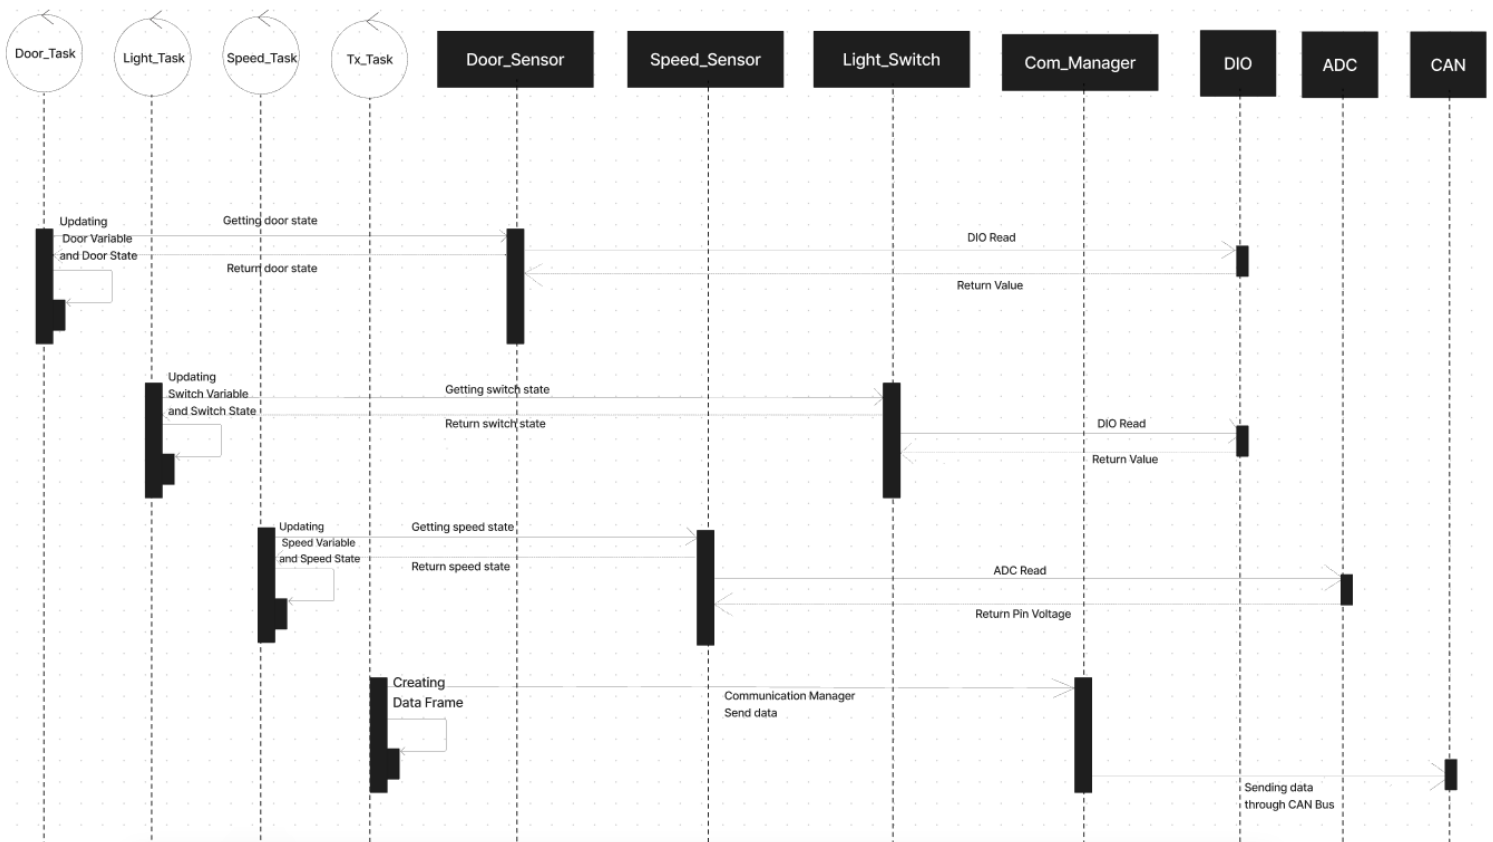 Door_Task
Light_Task
Speed_Task
Tx_Task
Door_Sensor
Speed_Sensor
Light_Switch
Com_Manager
DIO
ADC
CAN
Updating
Door Variable
and Door State
Getting door state
Return door state
DIO Read
Return Value
Updating
Switch Variable
and Switch State
Getting switch state
Return switch state
DIO Read
Return Value
Updating
Speed Variable
and Speed State
Getting speed state
Return speed state
ADC Read
Return Pin Voltage
Creating
Data Frame
Communication Manager
Send data
Sending data
through CAN Bus